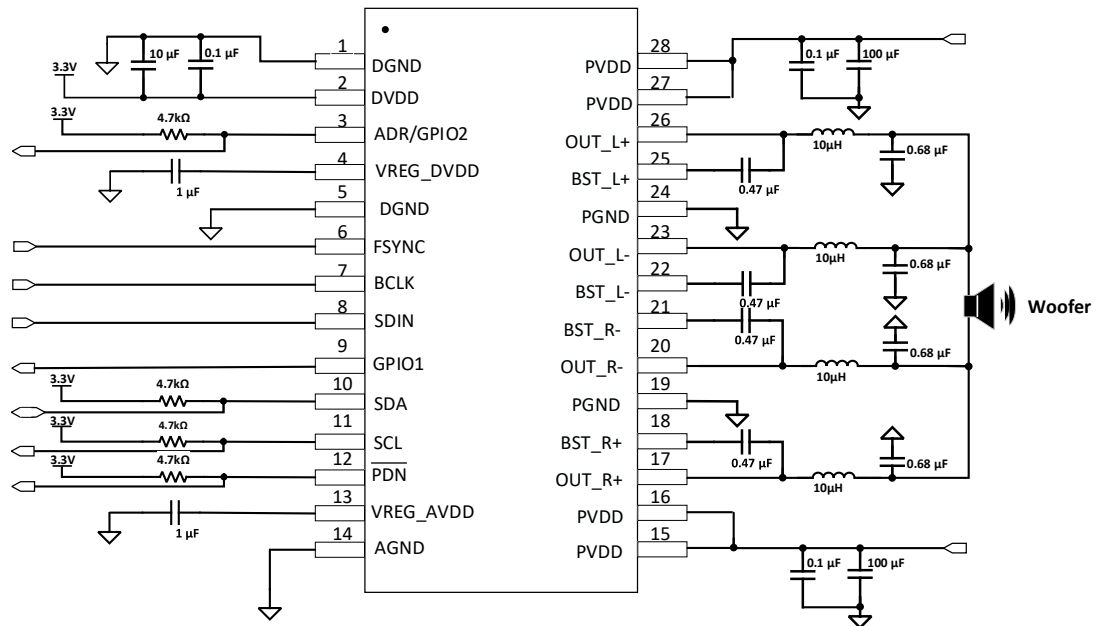 10 µF
0.1 µF
3.3V
1
DGND
2
DVDD
3.3V
4.7kΩ
3
ADR/GPIO2
4
VREG_DVDD
1 µF
5
DGND
6
FSYNC
7
BCLK
8
SDIN
9
GPIO1
3.3V
4.7kΩ
10
SDA
3.3V
4.7kΩ
11
SCL
3.3V
4.7kΩ
12
PDN
13
VREG_AVDD
1 µF
14
AGND
28
PVDD
0.1 µF
100 µF
27
PVDD
26
OUT_L+
10µH
0.68 µF
25
BST_L+
0.47 µF
24
PGND
23
OUT_L-
10µH
0.68 µF
22
BST_L-
0.47 µF
21
BST_R-
0.47 µF
Woofer
20
OUT_R-
10µH
0.68 µF
19
PGND
18
BST_R+
0.47 µF
17
OUT_R+
10µH
0.68 µF
16
PVDD
15
PVDD
0.1 µF
100 µF